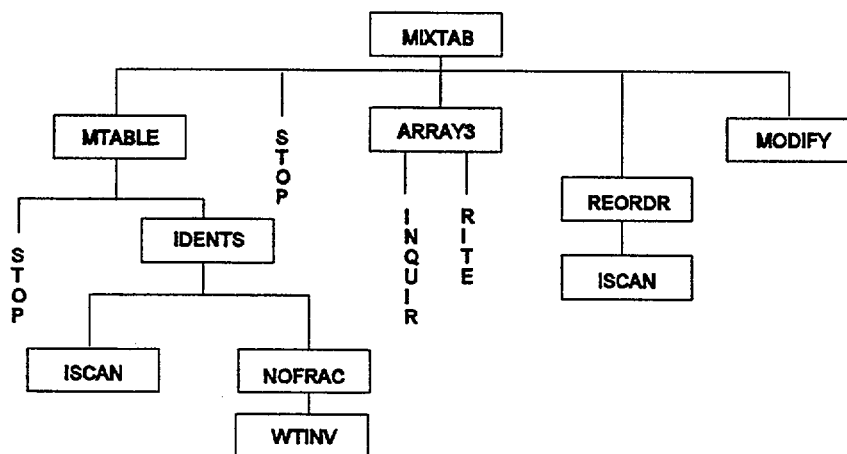 MIXTAB
MTABLE
STOP
ARRAY3
MODIFY
STOP
IDENTS
INQUIR
RITE
REORDR
ISCAN
ISCAN
NOFRAC
WTINV